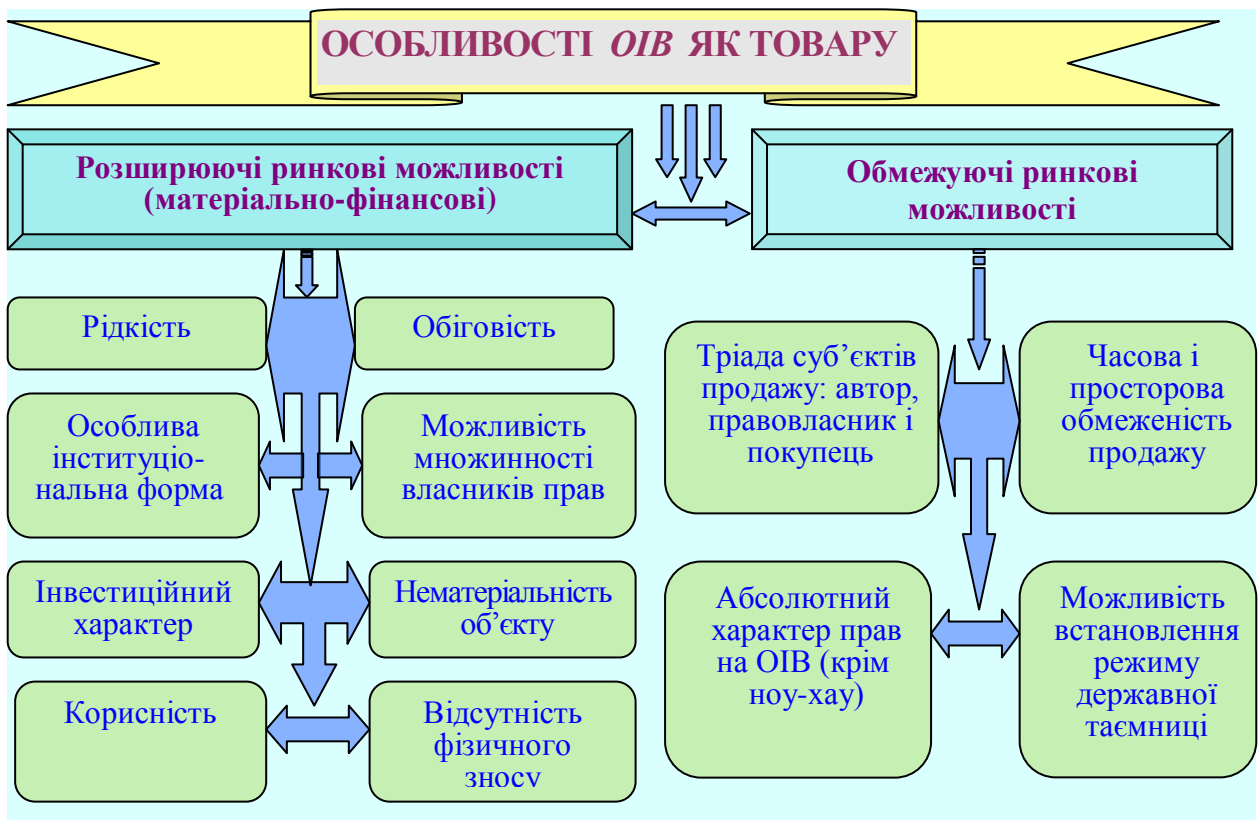 ОСОБЛИВОСТІ ОІВ ЯК ТОВАРУ
Розширюючі ринкові можливості
(матеріально-фінансові)
Обмежуючі ринкові
можливості
Рідкість
Обіговість
Особлива
інституціо-
нальна форма
Можливість
множинності
власників прав
Інвестиційний
характер
Нематеріальність
об’єкту
Корисність
Відсутність
фізичного
зносу
Тріада суб’єктів
продажу: автор,
правовласник і
покупець
Часова і
просторова
обмеженість
продажу
Абсолютний
характер прав
на ОІВ (крім
ноу-хау)
Можливість
встановлення
режиму
державної
таємниці